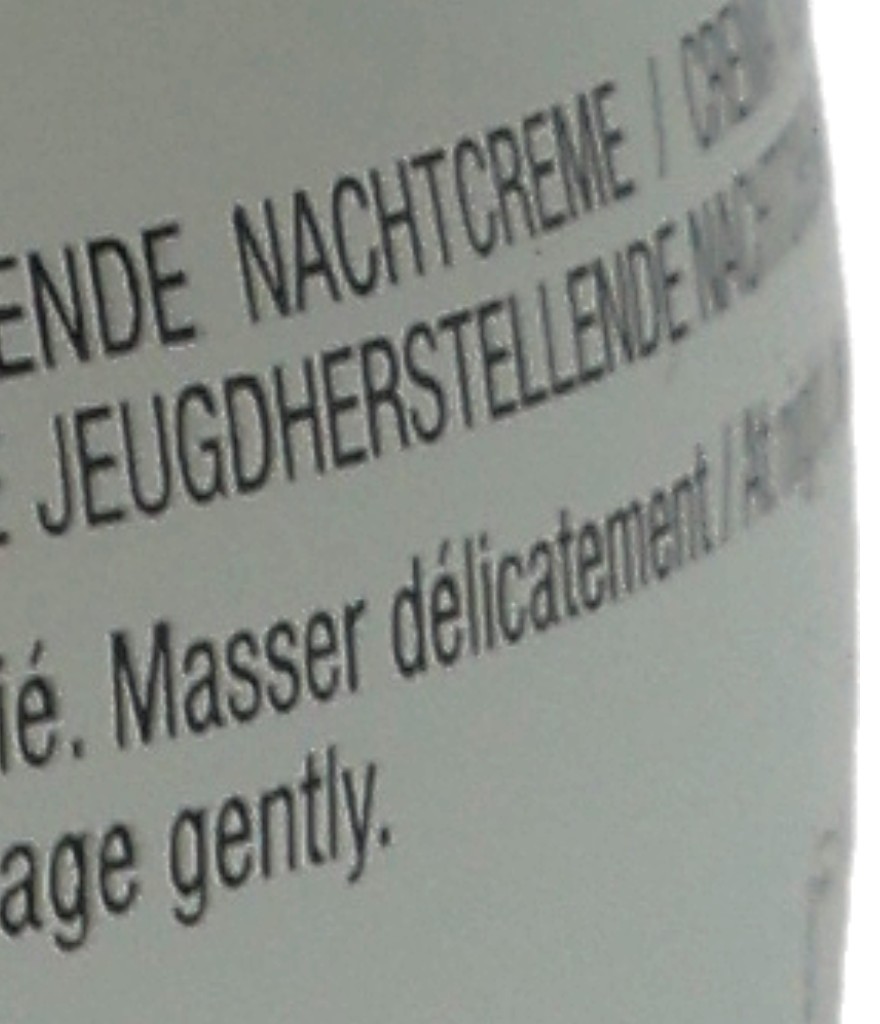 ENDE NACHTCREME /
JEUGDHERSTELLENDE
ié. Masser délicatement /
age gently.